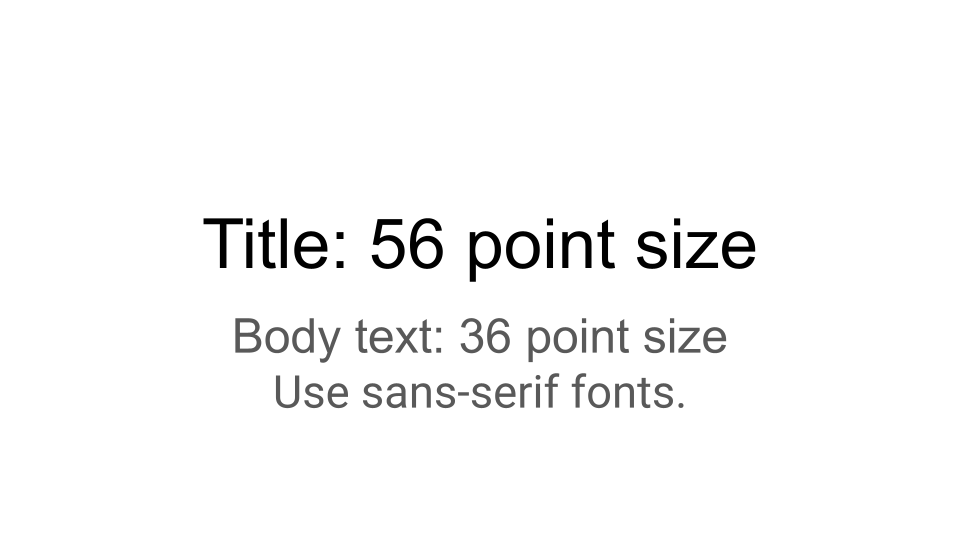 Title: 56 point size
Body text: 36 point size
Use sans-serif fonts.